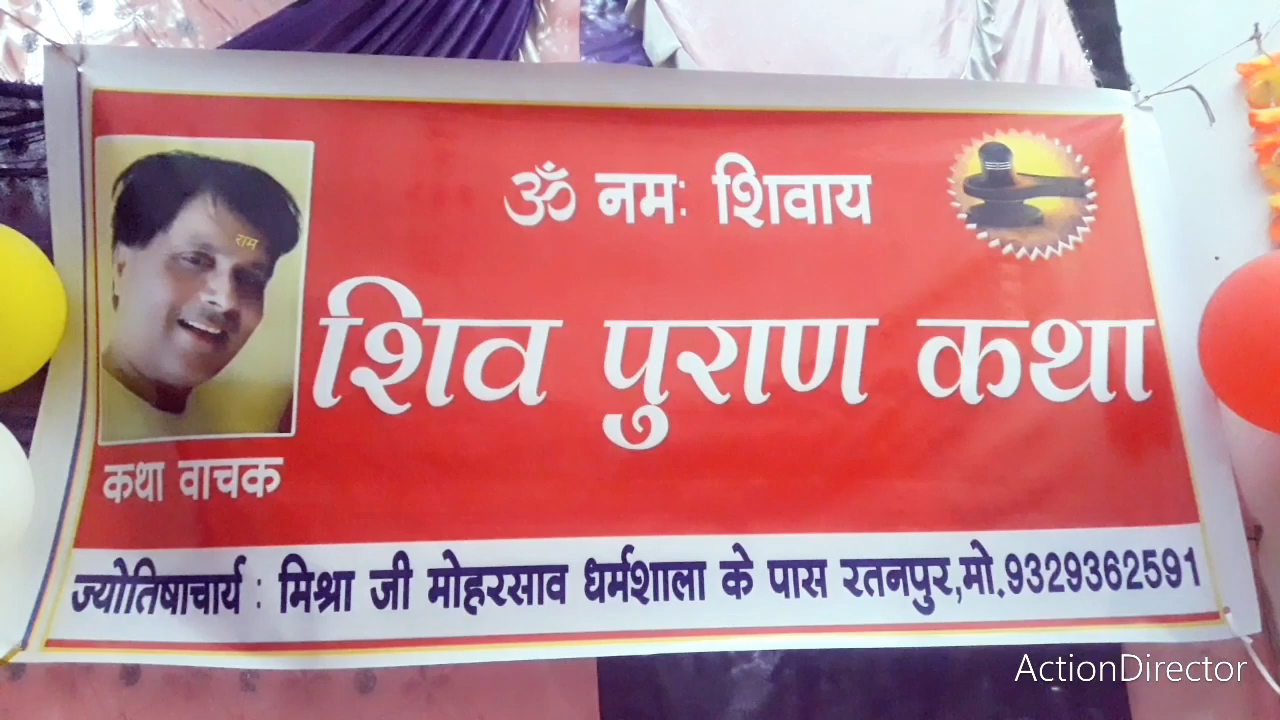 ॐ नमः शिवाय
राम
शिव पुराण कथा
कथा वाचक
ज्योतिषाचार्य : मिश्रा जी मोहरसाव धर्मशाला के पास रतनपुर,मो.9329362591
ActionDirector